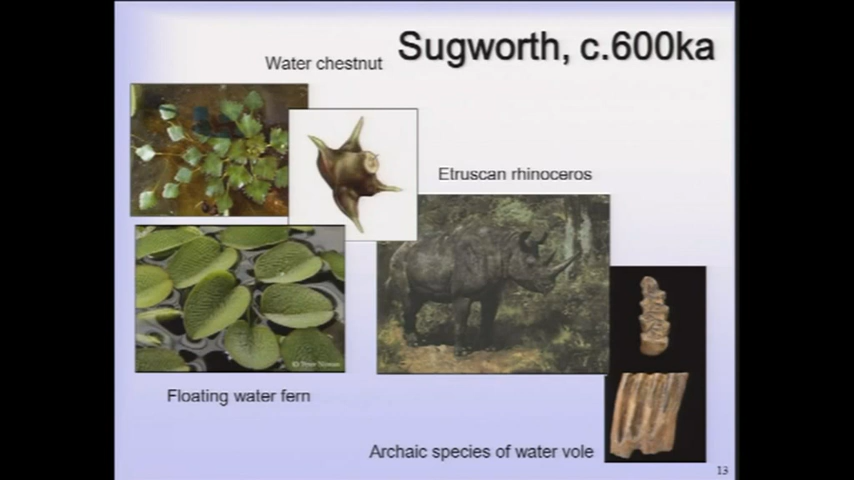 Sugworth, c.600ka
Water chestnut
Etruscan rhinoceros
Floating water fern
Archaic species of water vole
13